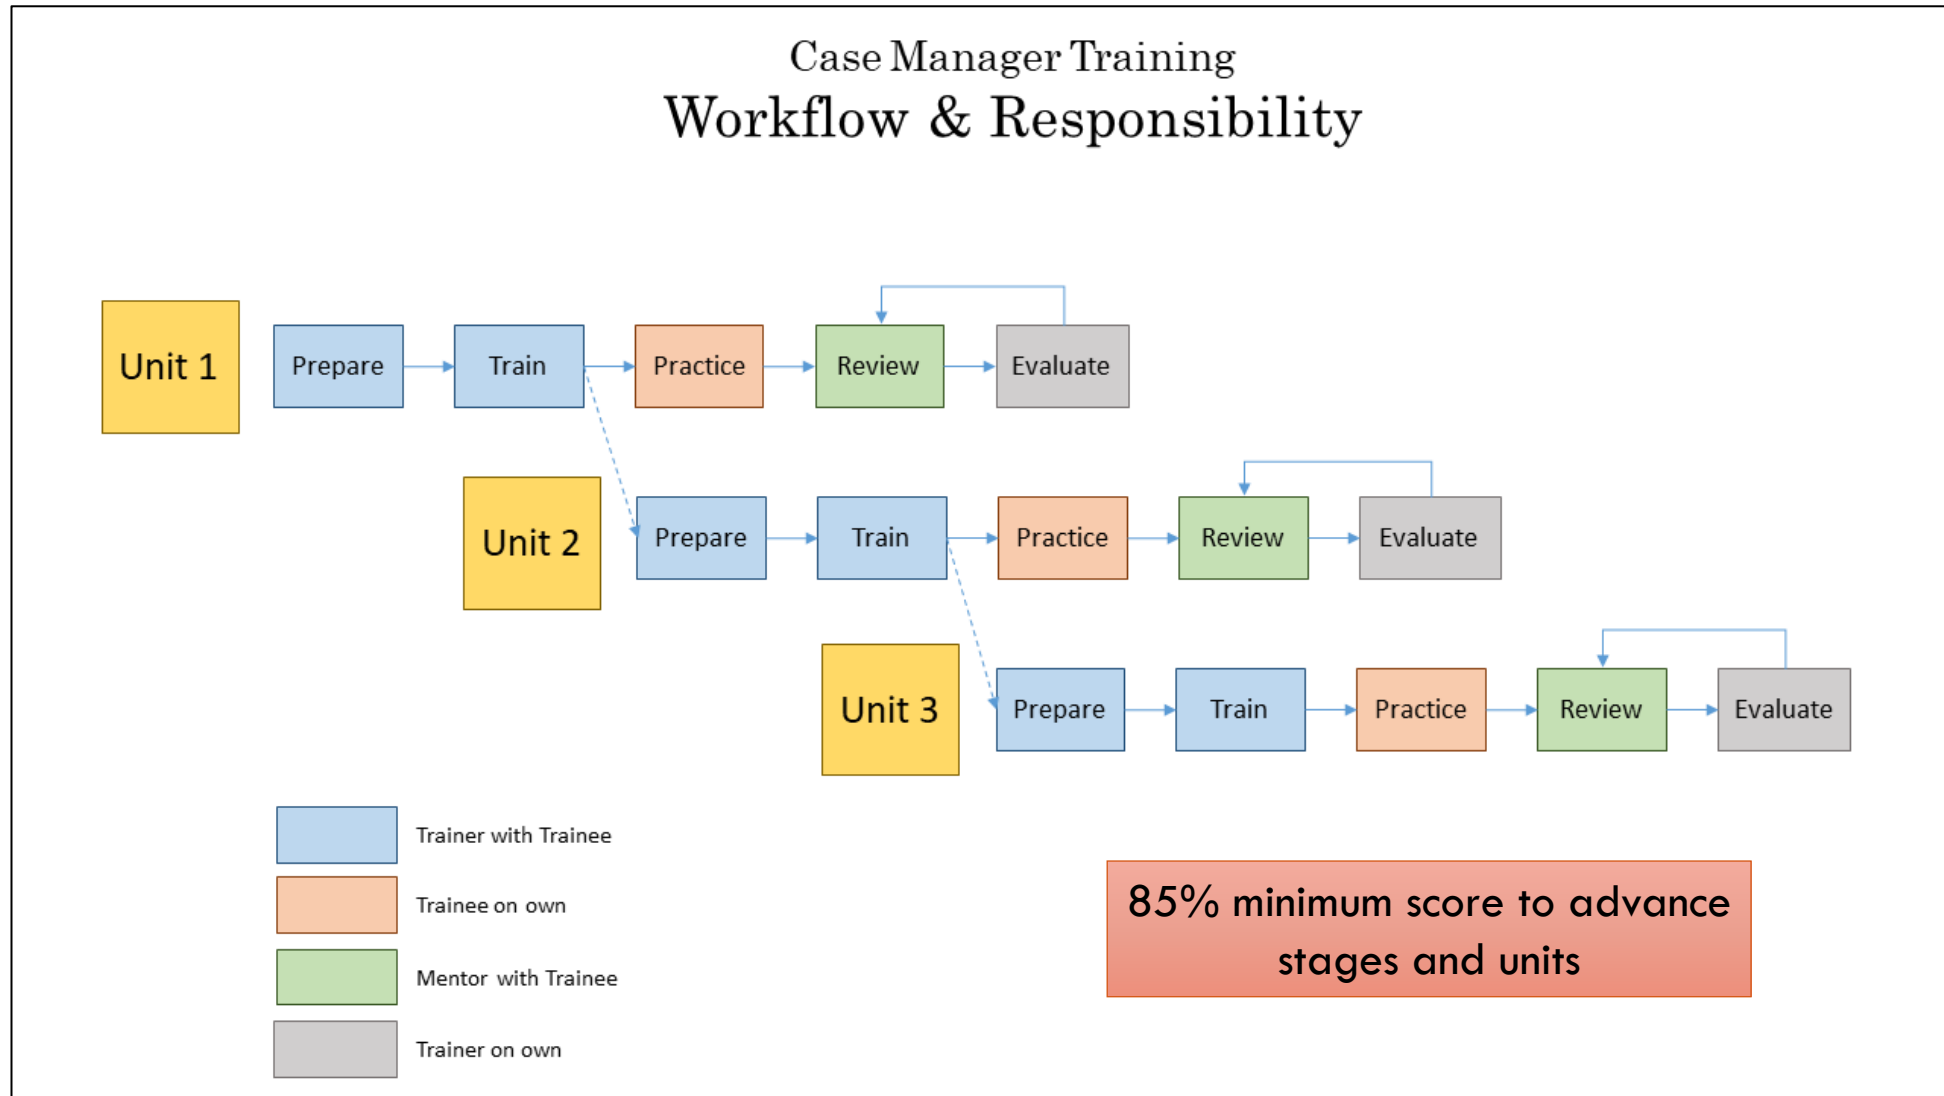 Case Manager Training
Workflow & Responsibility
Unit 1
Prepare
Train
Practice
Review
Evaluate
Unit 2
Prepare
Train
Practice
Review
Evaluate
Unit 3
Prepare
Train
Practice
Review
Evaluate
Trainer with Trainee
Trainee on own
Mentor with Trainee
Trainer on own
85% minimum score to advance
stages and units